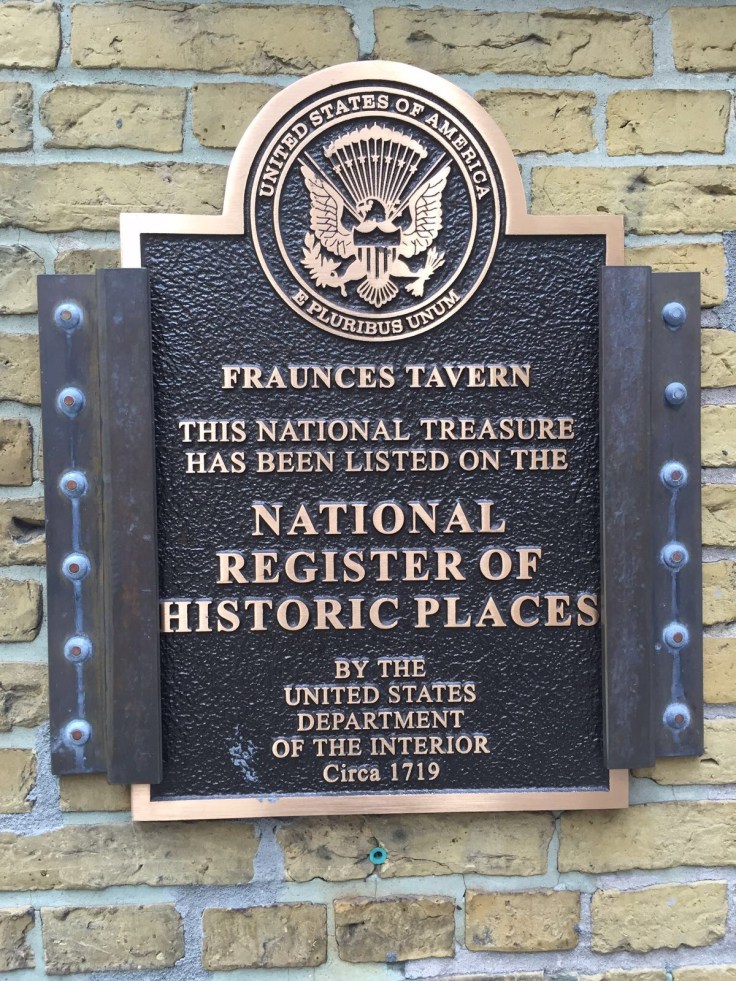 UNITED STATES OF AMERICA
E PLURIBUS UNUM
FRAUNCES TAVERN
THIS NATIONAL TREASURE
HAS BEEN LISTED ON THE
NATIONAL
REGISTER OF
HISTORIC PLACES
BY THE
UNITED STATES
DEPARTMENT
OF THE INTERIOR
Circa 1719